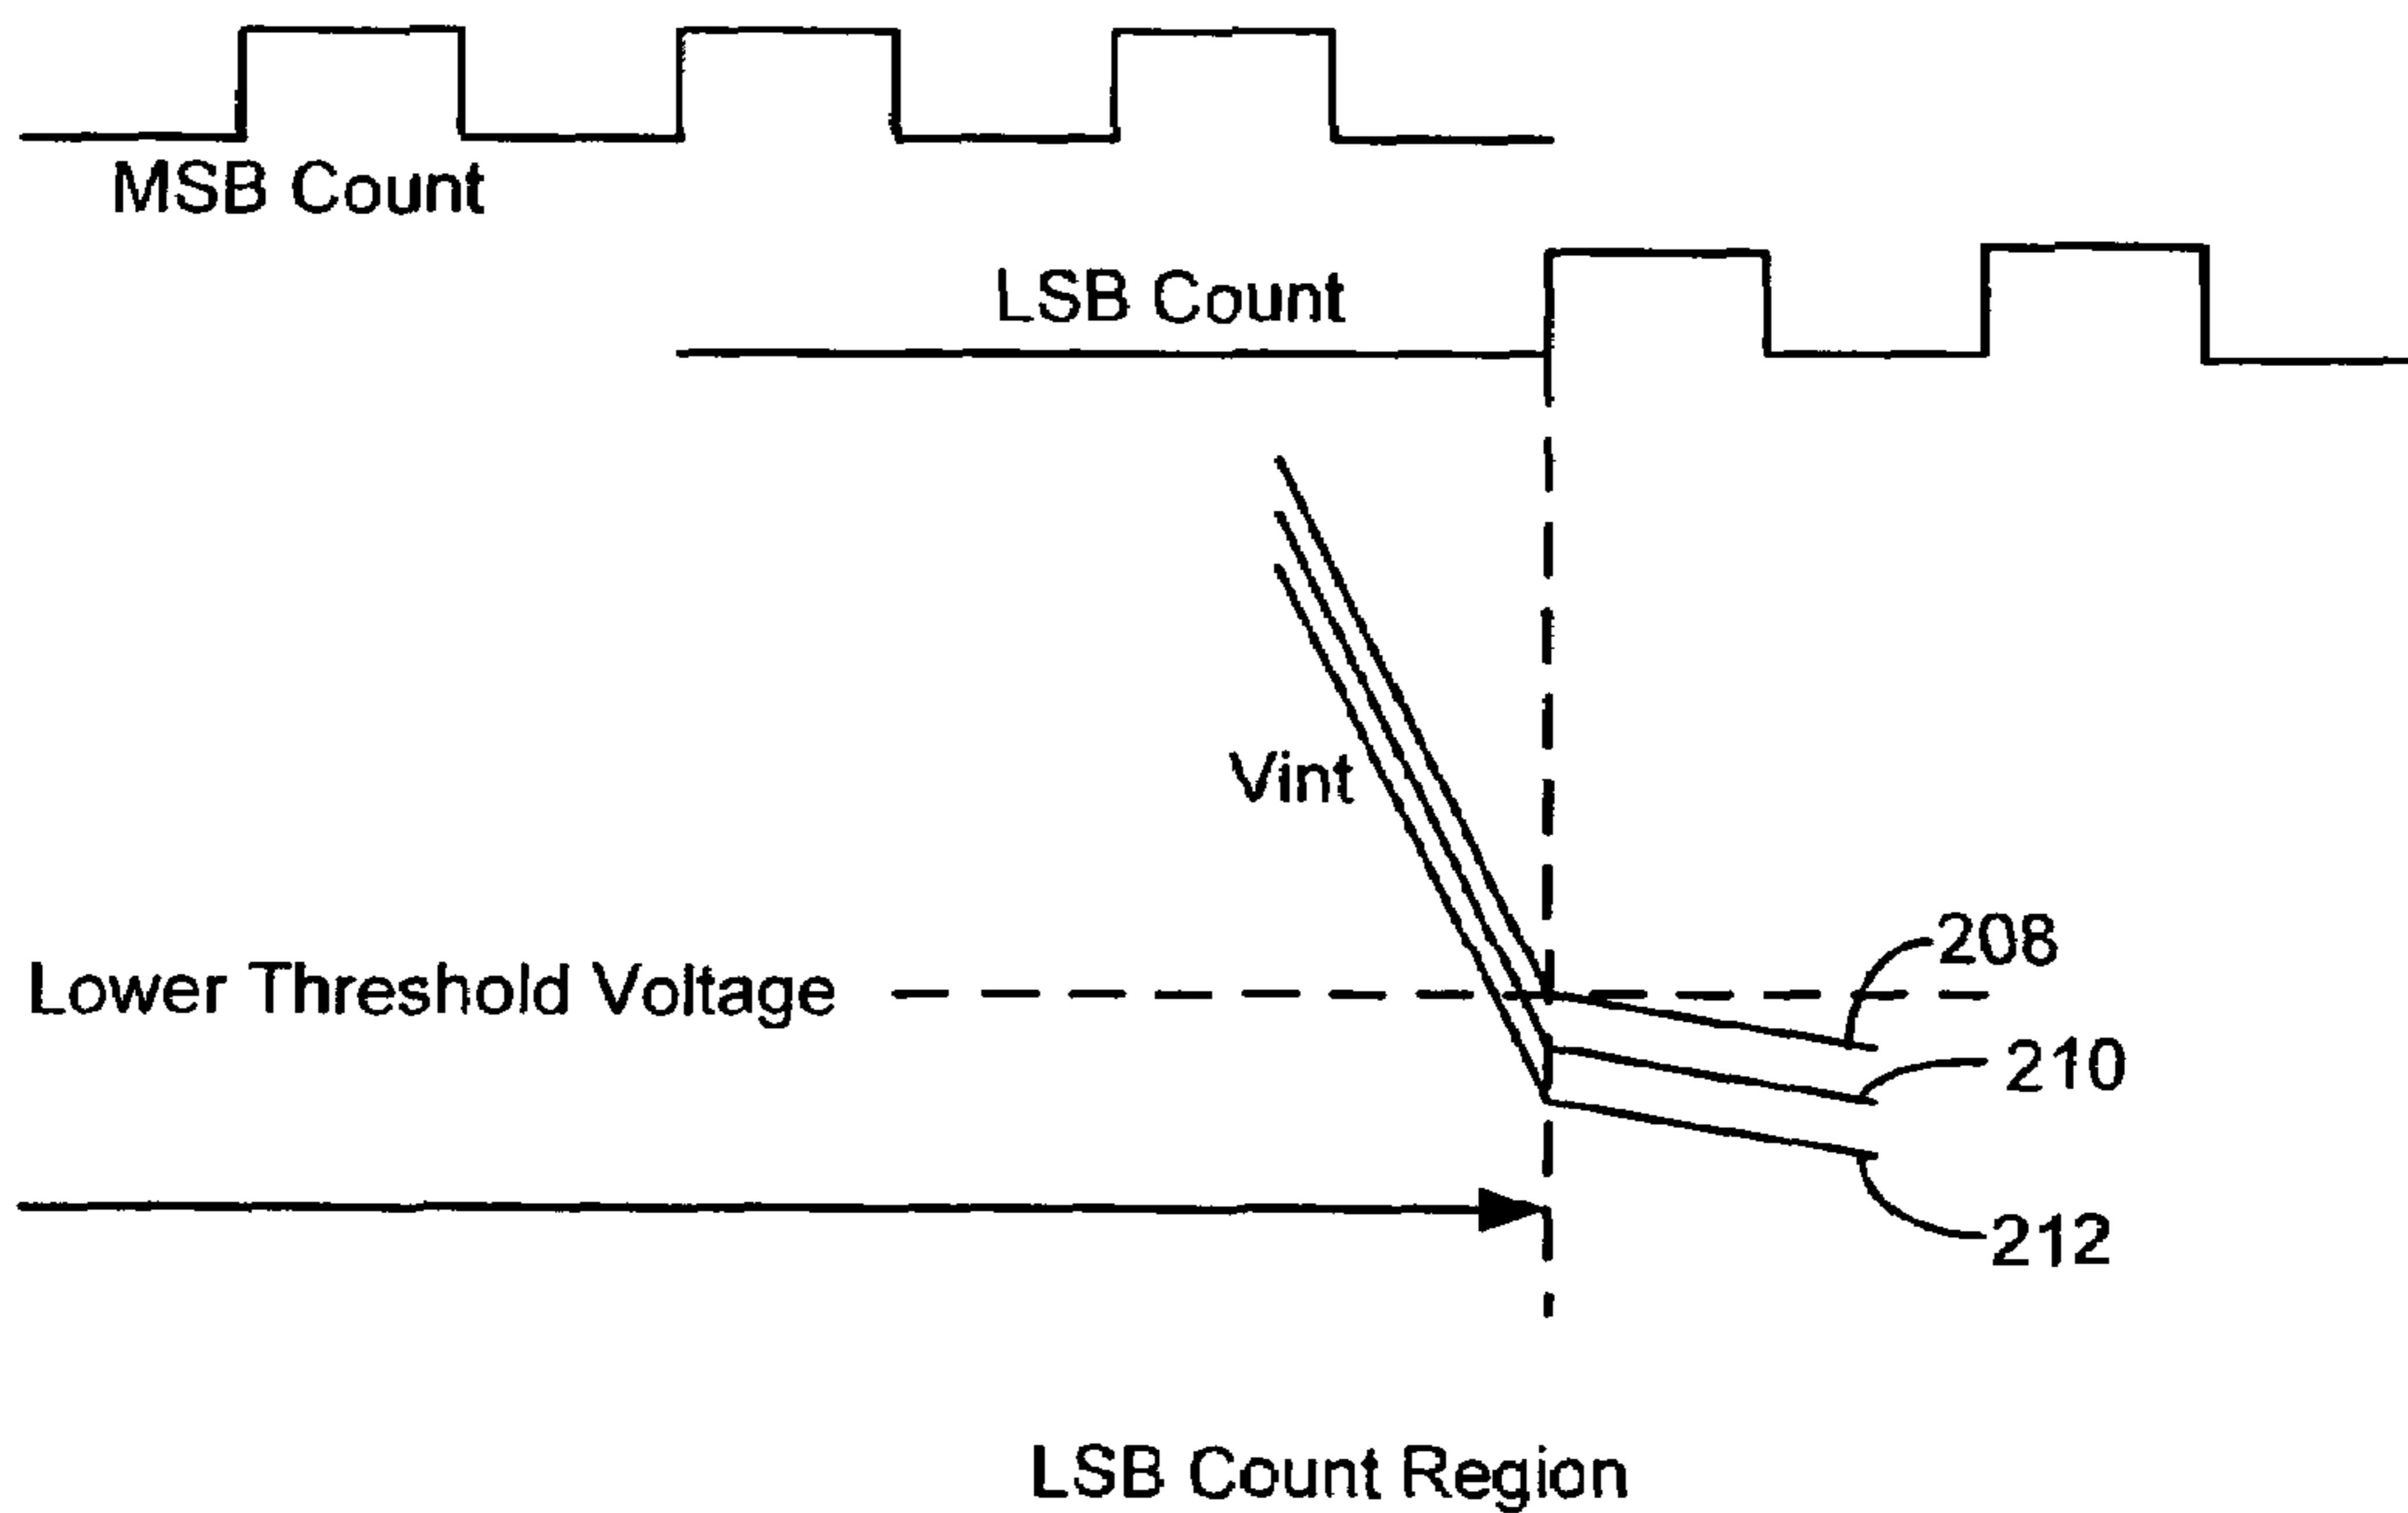 MSB Count
LSB Count
Vint
208
Lower Threshold Voltage
210
212
LSB Count Region